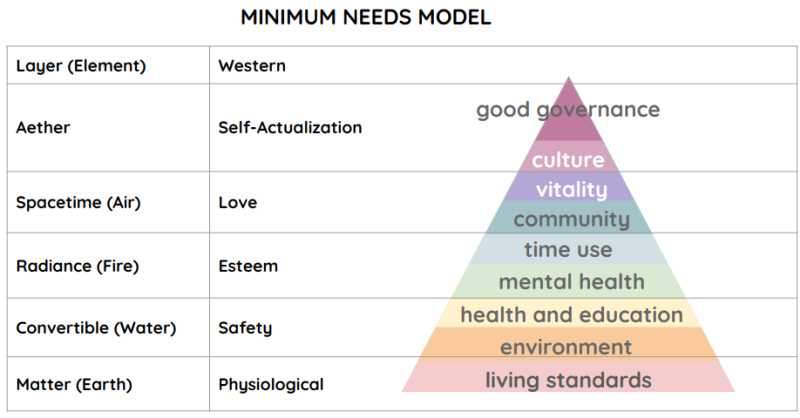 MINIMUM NEEDS MODEL
Layer (Element) Western
good governance
Aether Self-Actualization
culture
vitality
Spacetime (Air) Love
community
time use
Radiance (Fire) Esteem
mental health
health and education
Convertible (Water) Safety
environment
Matter (Earth) Physiological living standards